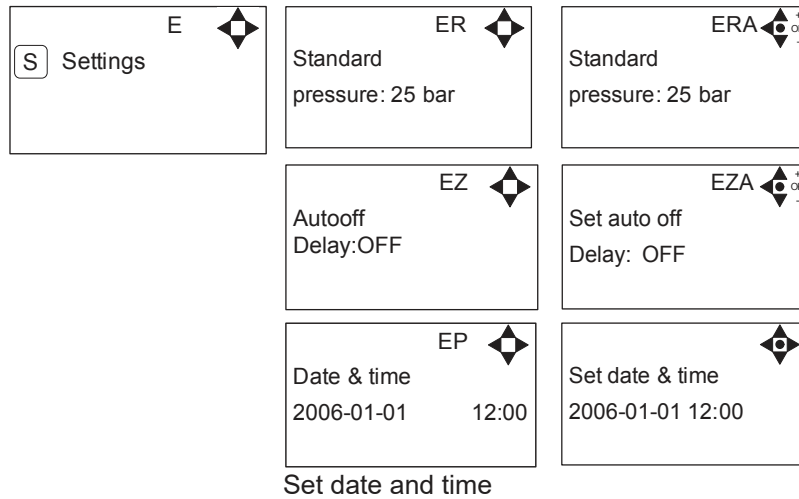 E
S Settings
ER
Standard
pressure: 25 bar
ERA
+
-
Standard
pressure: 25 bar
EZ
Autooff
Delay:OFF
EZA
+
-
Set auto off
Delay: OFF
EP
Date & time
2006-01-01 12:00
Set date & time
2006-01-01 12:00
Set date and time